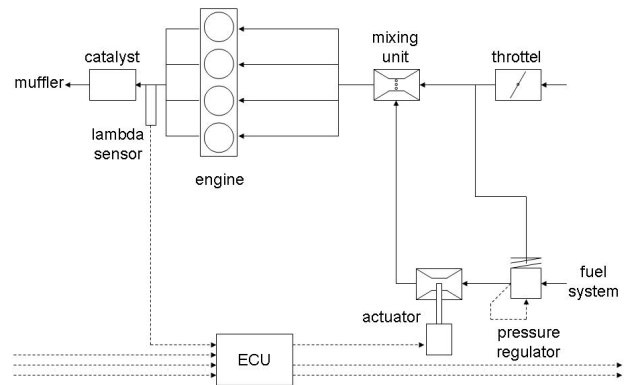 mixing
unit
catalyst
throttel
muffler
lambda
sensor
engine
fuel
system
actuator
pressure
regulator
ECU